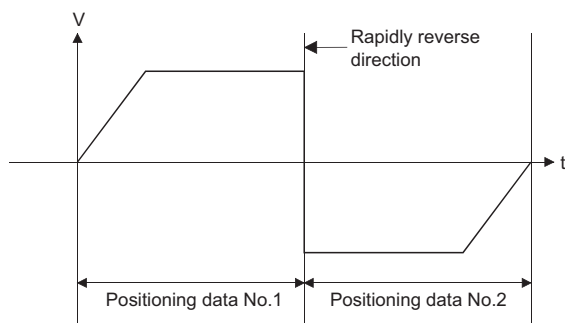 V
Rapidly reverse
direction
t
Positioning data No.1
Positioning data No.2